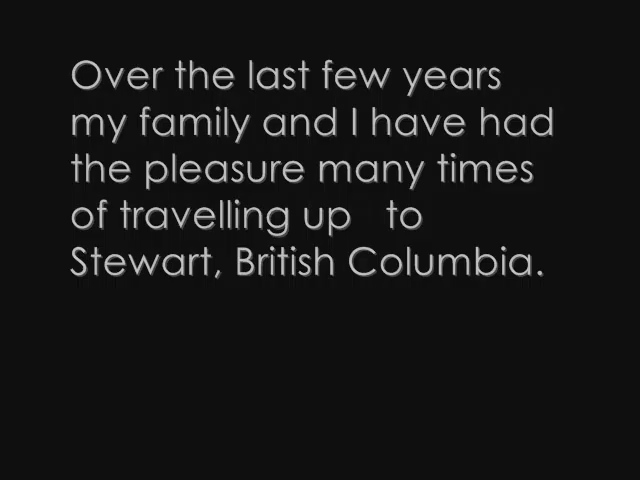 Over the last few years
my family and I have had
the pleasure many times
of travelling up   to
Stewart, British Columbia.